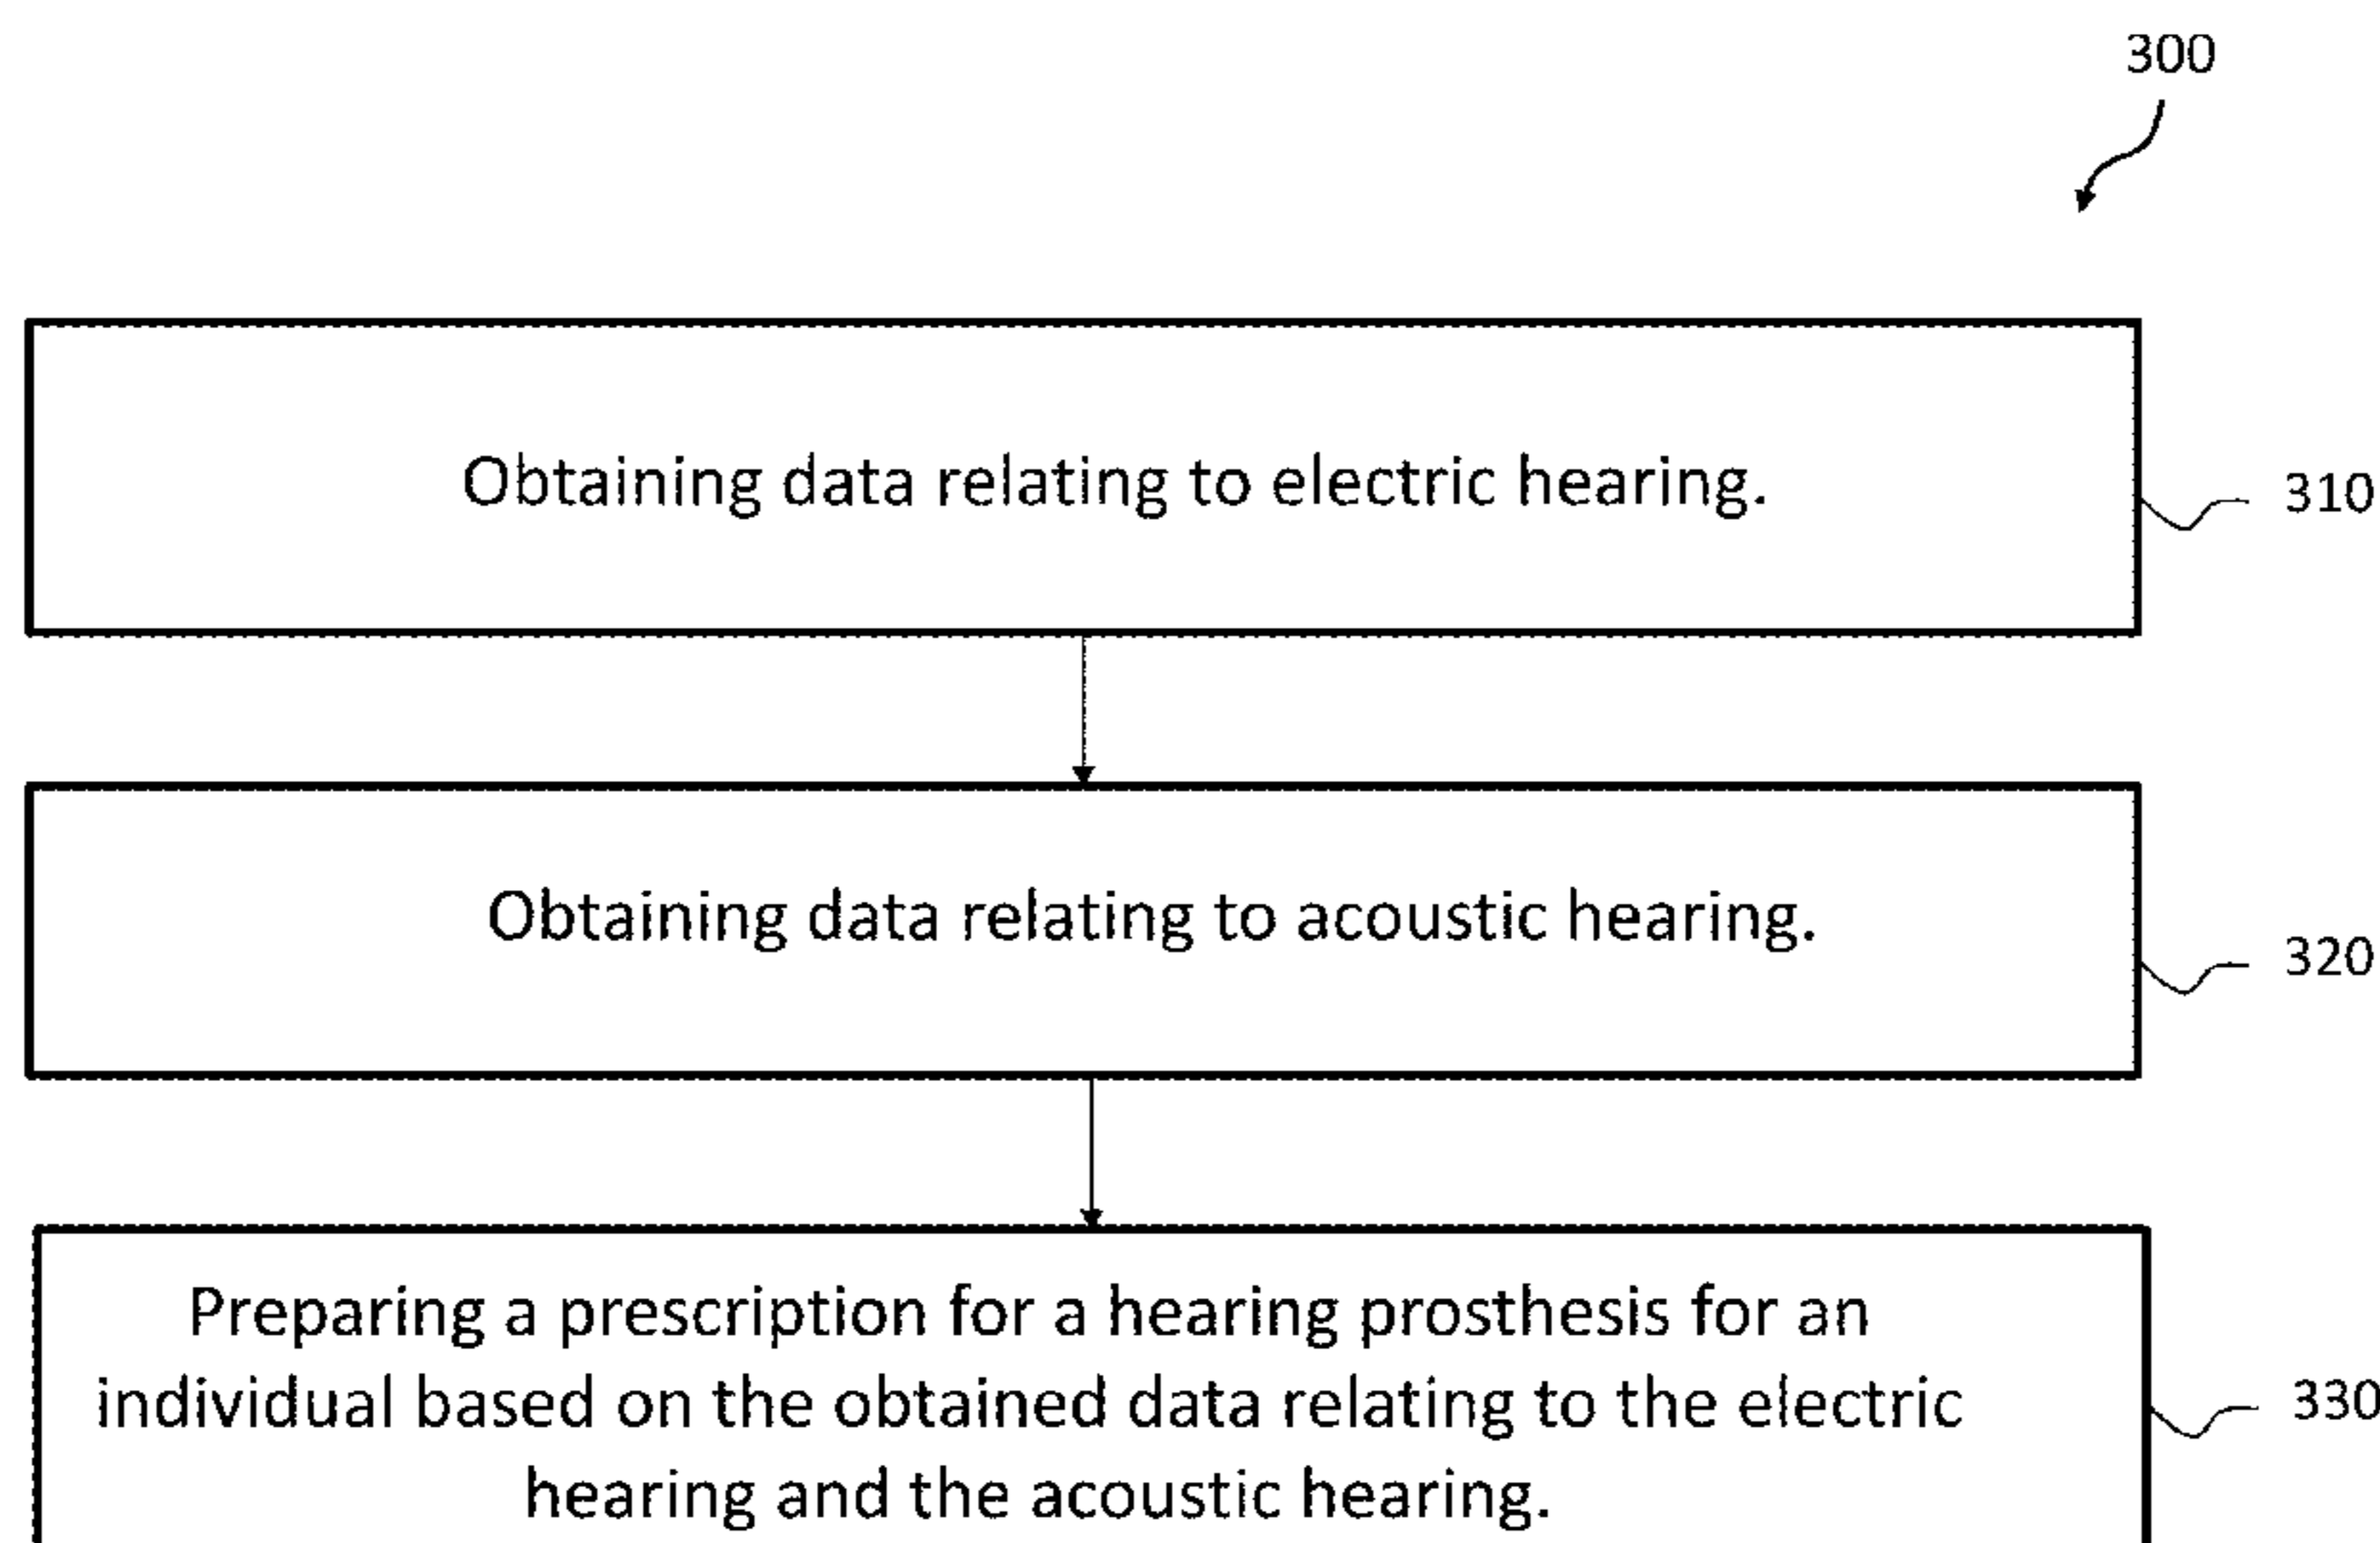 300
Obtaining data relating to electric hearing.
310
Obtaining data relating to acoustic hearing.
320
Preparing a prescription for a hearing prosthesis for an
individual based on the obtained data relating to the electric
hearing and the acoustic hearing.
330